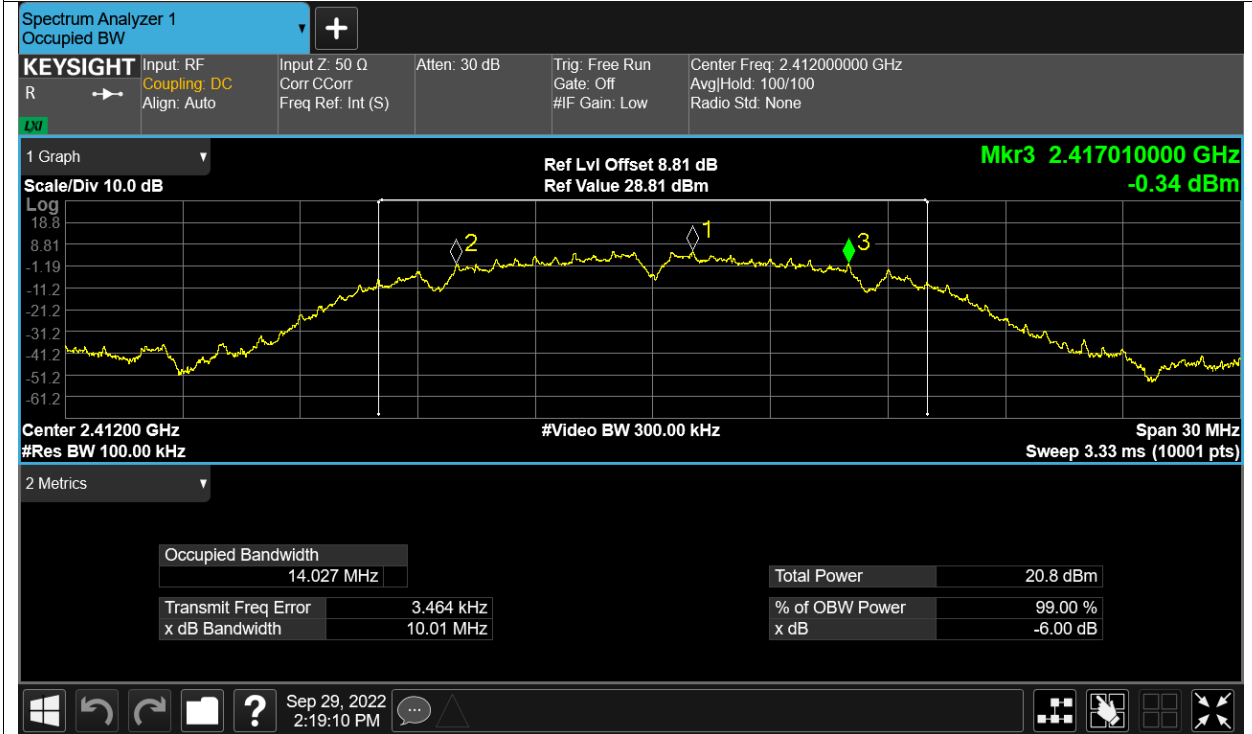 Spectrum Analyzer 1
Occupied BW
KEYSIGHT
R
LXI
Input: RF
Coupling: DC
Align: Auto
Input Z: 50 Ω
Corr CCorr
Freq Ref: Int (S)
Atten: 30 dB
Trig: Free Run
Gate: Off
#IF Gain: Low
Center Freq: 2.412000000 GHz
Avg|Hold: 100/100
Radio Std: None
1 Graph
Scale/Div 10.0 dB
Ref Lvl Offset 8.81 dB
Ref Value 28.81 dBm
Mkr3 2.417010000 GHz
-0.34 dBm
Log
18.8
8.81
-1.19
-11.2
-21.2
-31.2
-41.2
-51.2
-61.2
2
1
3
Center 2.41200 GHz
#Video BW 300.00 kHz
Span 30 MHz
#Res BW 100.00 kHz
Sweep 3.33 ms (10001 pts)
2 Metrics
Occupied Bandwidth
14.027 MHz
Transmit Freq Error 3.464 kHz
x dB Bandwidth 10.01 MHz
Total Power 20.8 dBm
% of OBW Power 99.00 %
x dB -6.00 dB
?
Sep 29, 2022
2:19:10 PM